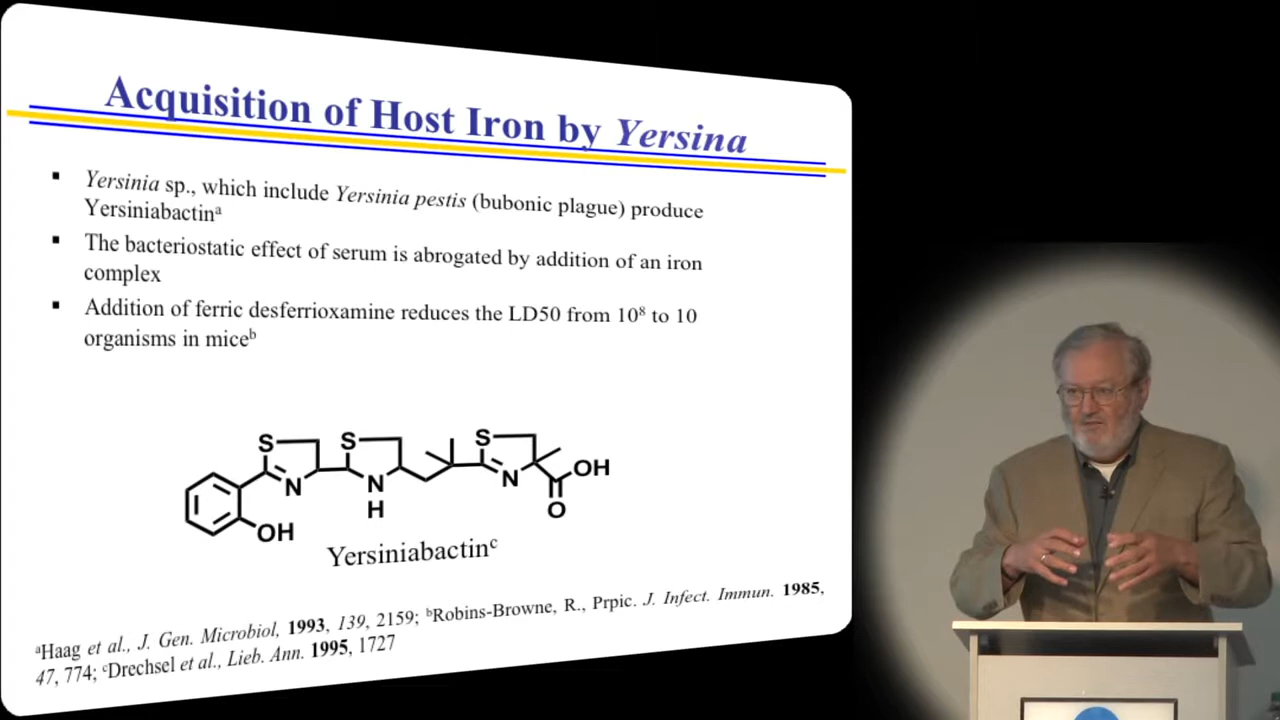 Acquisition of Host Iron by Yersina
▪ Yersinia sp., which include Yersinia pestis (bubonic plague) produce
Yersiniabactinᵃ
▪ The bacteriostatic effect of serum is abrogated by addition of an iron
complex
▪ Addition of ferric desferrioxamine reduces the LD50 from 10⁸ to 10
organisms in miceᵇ
S S S
N N H N OH
OH O
Yersiniabactinᶜ
ᵃHaag et al., J. Gen. Microbiol, 1993, 139, 2159; ᵇRobins-Browne, R., Prpic. J. Infect. Immun. 1985,
47, 774; ᶜDrechsel et al., Lieb. Ann. 1995, 1727